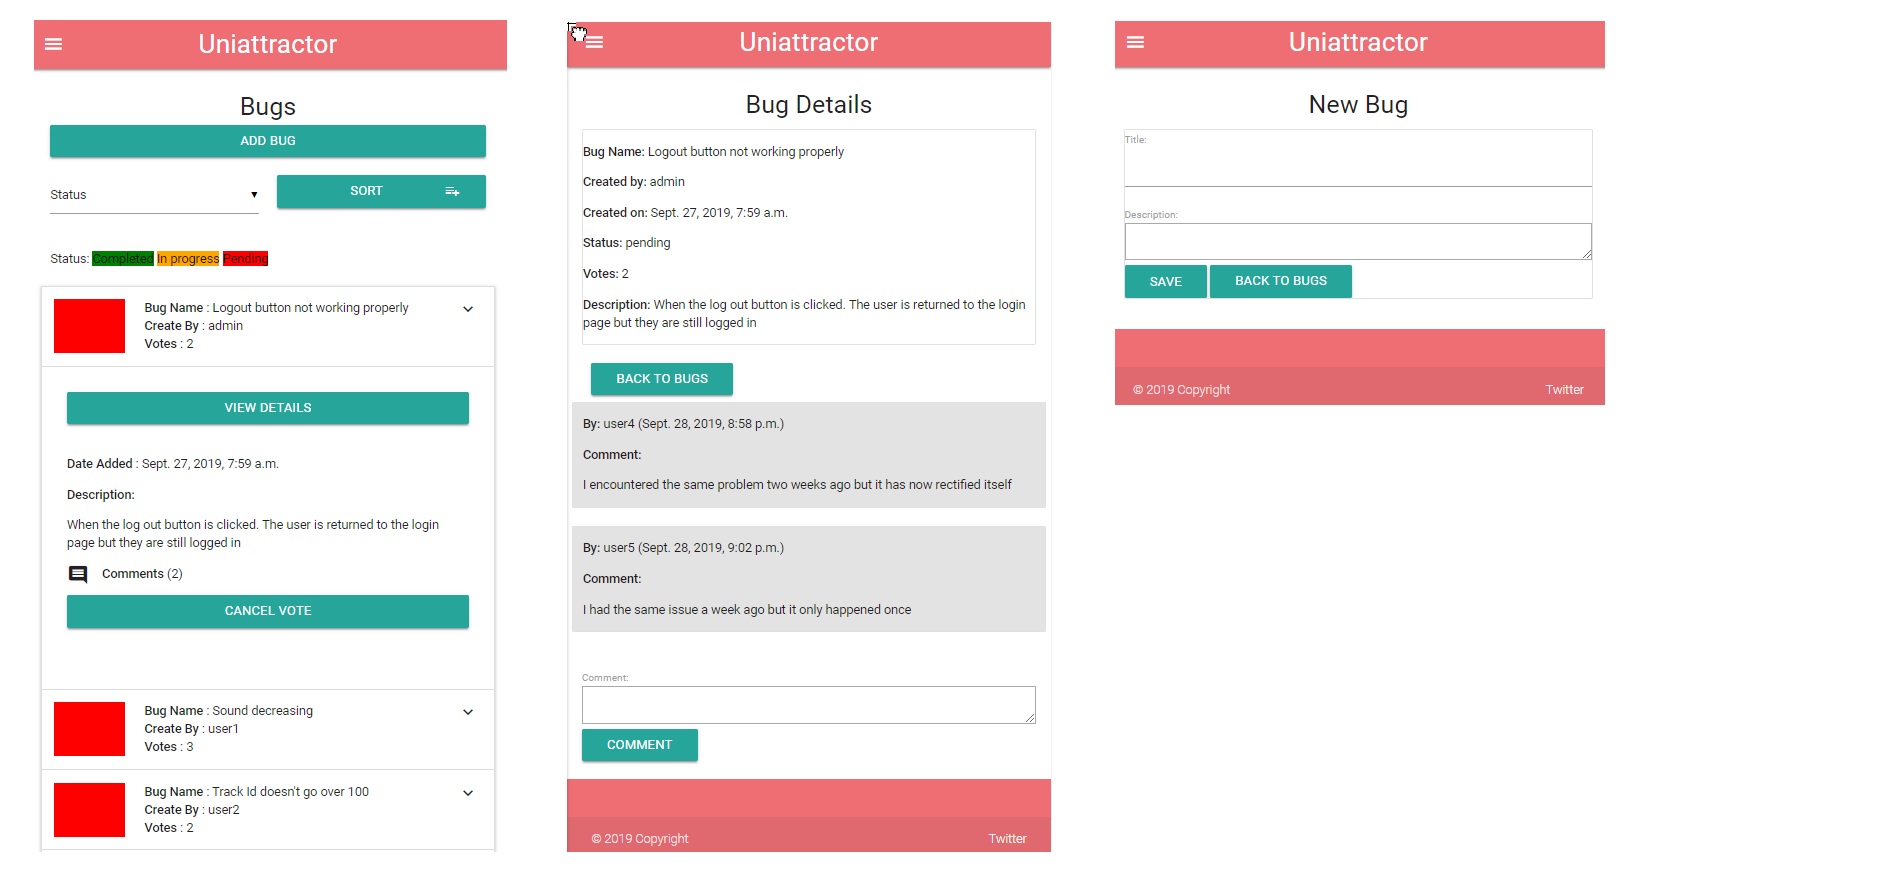 Uniattractor
Bugs
ADD BUG
Status
SORT
Status: Completed In progress Pending
Bug Name : Logout button not working properly
Create By : admin
Votes : 2
VIEW DETAILS
Date Added : Sept. 27, 2019, 7:59 a.m.
Description:
When the log out button is clicked. The user is returned to the login
page but they are still logged in
Comments (2)
CANCEL VOTE
Bug Name : Sound decreasing
Create By : user1
Votes : 3
Bug Name : Track Id doesn't go over 100
Create By : user2
Votes : 2
Uniattractor
Bug Details
Bug Name: Logout button not working properly
Created by: admin
Created on: Sept. 27, 2019, 7:59 a.m.
Status: pending
Votes: 2
Description: When the log out button is clicked. The user is returned to the login
page but they are still logged in
BACK TO BUGS
By: user4 (Sept. 28, 2019, 8:58 p.m.)
Comment:
I encountered the same problem two weeks ago but it has now rectified itself
By: user5 (Sept. 28, 2019, 9:02 p.m.)
Comment:
I had the same issue a week ago but it only happened once
Comment:
COMMENT
© 2019 Copyright
Twitter
Uniattractor
New Bug
Title:
Description:
SAVE
BACK TO BUGS
© 2019 Copyright
Twitter